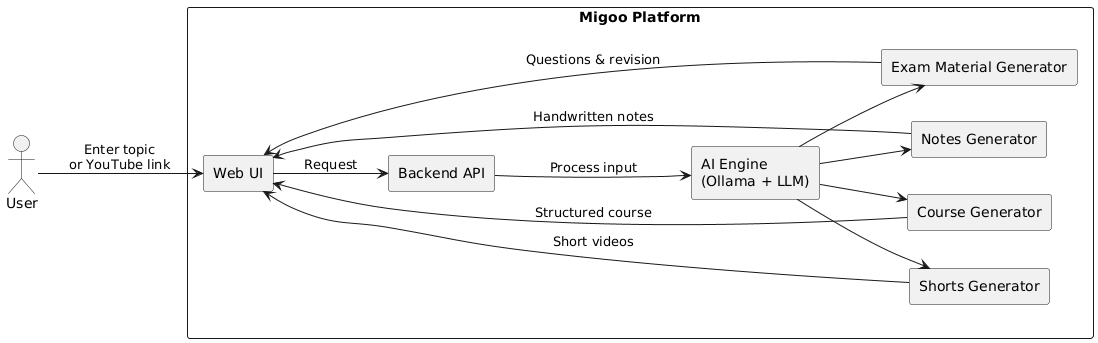 Migoo Platform
Questions & revision
Exam Material Generator
Handwritten notes
Notes Generator
Enter topic
or YouTube link
Web UI
Request
Backend API
Process input
AI Engine
(Ollama + LLM)
User
Structured course
Course Generator
Short videos
Shorts Generator